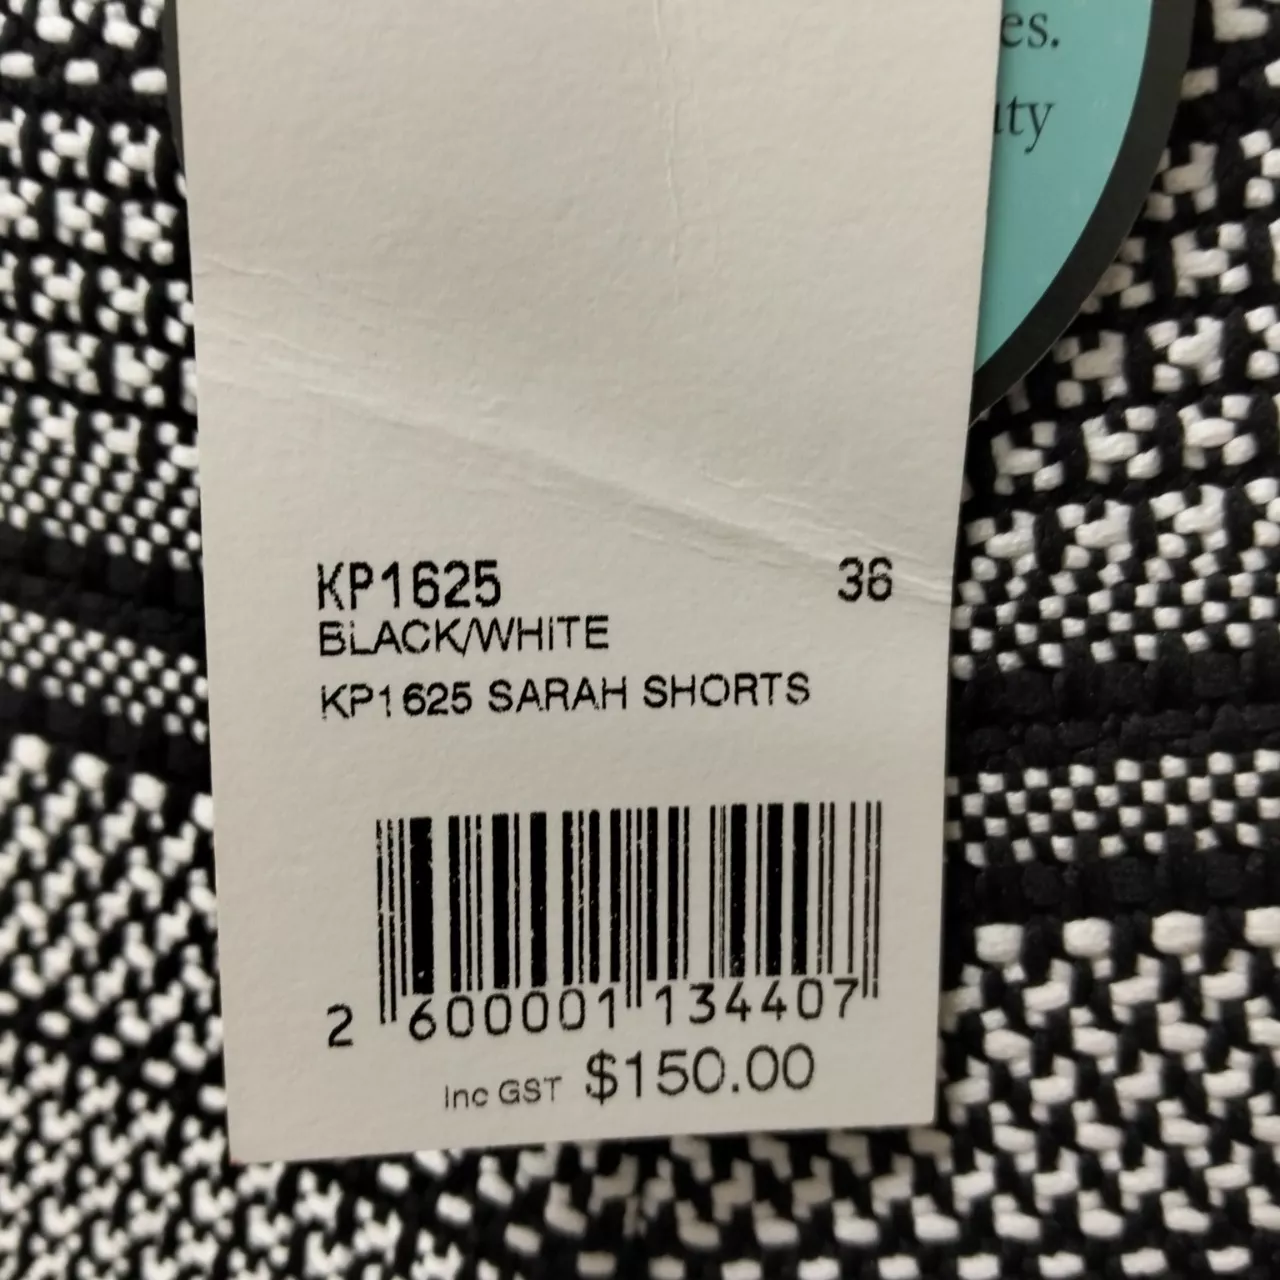 KP1625 36
BLACK/WHITE
KP1625 SARAH SHORTS
2 600001 134407
Inc GST $150.00